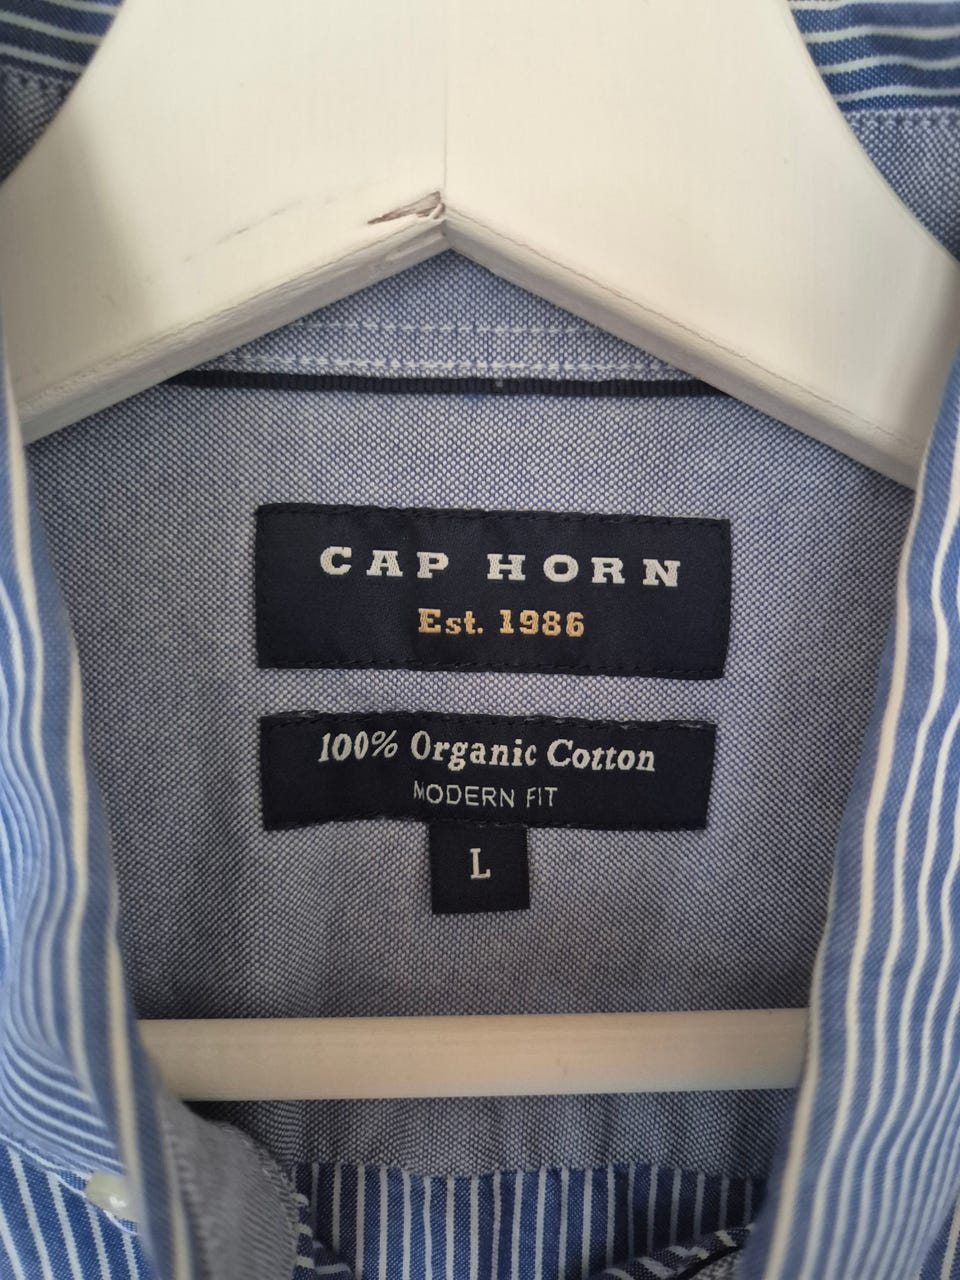 CAP HORN
Est. 1986
100% Organic Cotton
MODERN FIT
L